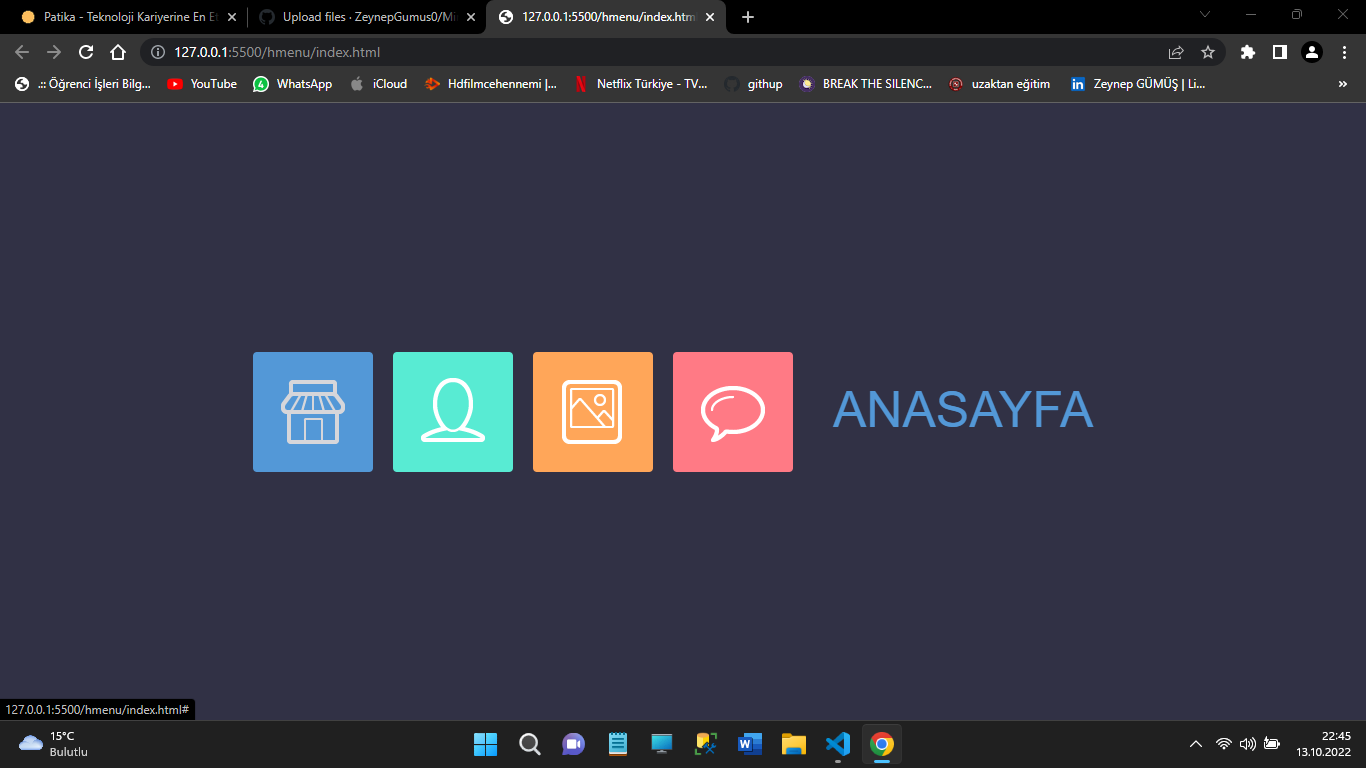 Patika - Teknoloji Kariyerine En Et
Upload files · ZeynepGumus0/Mi
127.0.0.1:5500/hmenu/index.htm
127.0.0.1:5500/hmenu/index.html
.:: Öğrenci İşleri Bilg...
YouTube
WhatsApp
iCloud
Hdfilmcehennemi |...
Netflix Türkiye - TV...
githup
BREAK THE SILENC...
uzaktan eğitim
Zeynep GÜMÜŞ | Li...
»
ANASAYFA
127.0.0.1:5500/hmenu/index.html#
15°C
Bulutlu
22:45
13.10.2022